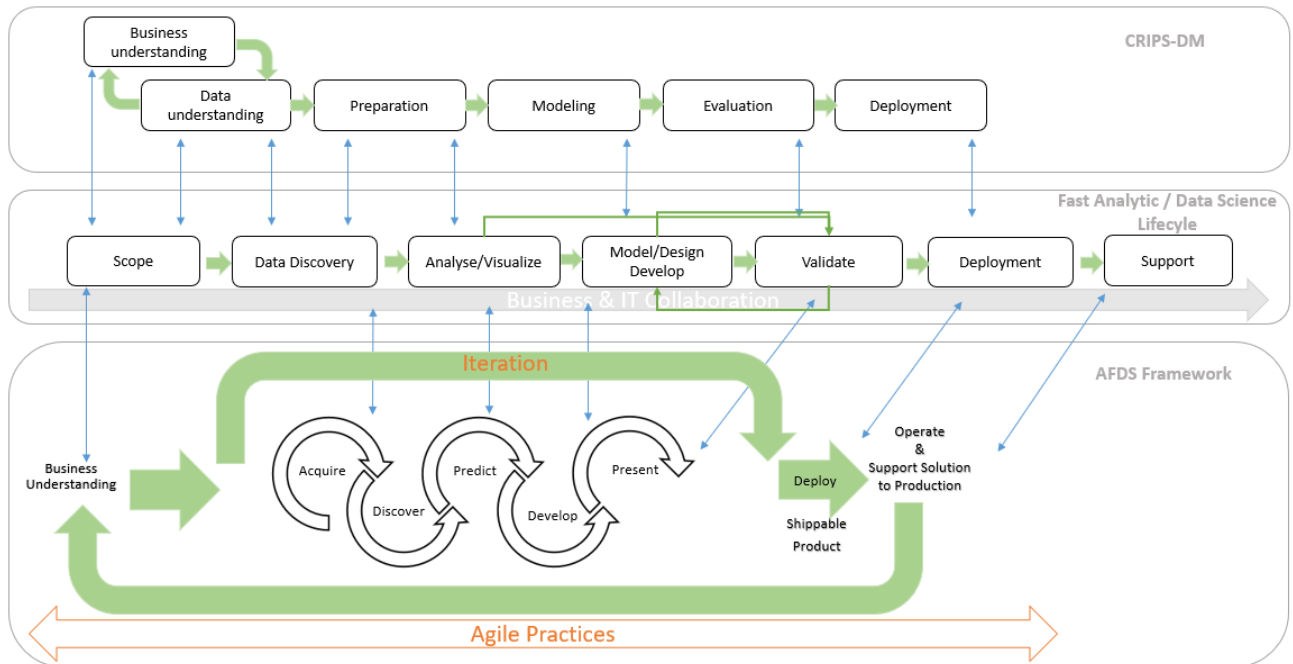 CRIPS-DM
Business
understanding
Data
understanding
Preparation
Modeling
Evaluation
Deployment
Fast Analytic / Data Science
Lifecyle
Scope
Data Discovery
Analyse/Visualize
Model/Design
Develop
Validate
Deployment
Support
Business & IT Collaboration
AFDS Framework
Iteration
Business
Understanding
Acquire
Discover
Predict
Develop
Present
Deploy
Shippable
Product
Operate
&
Support Solution
to Production
Agile Practices